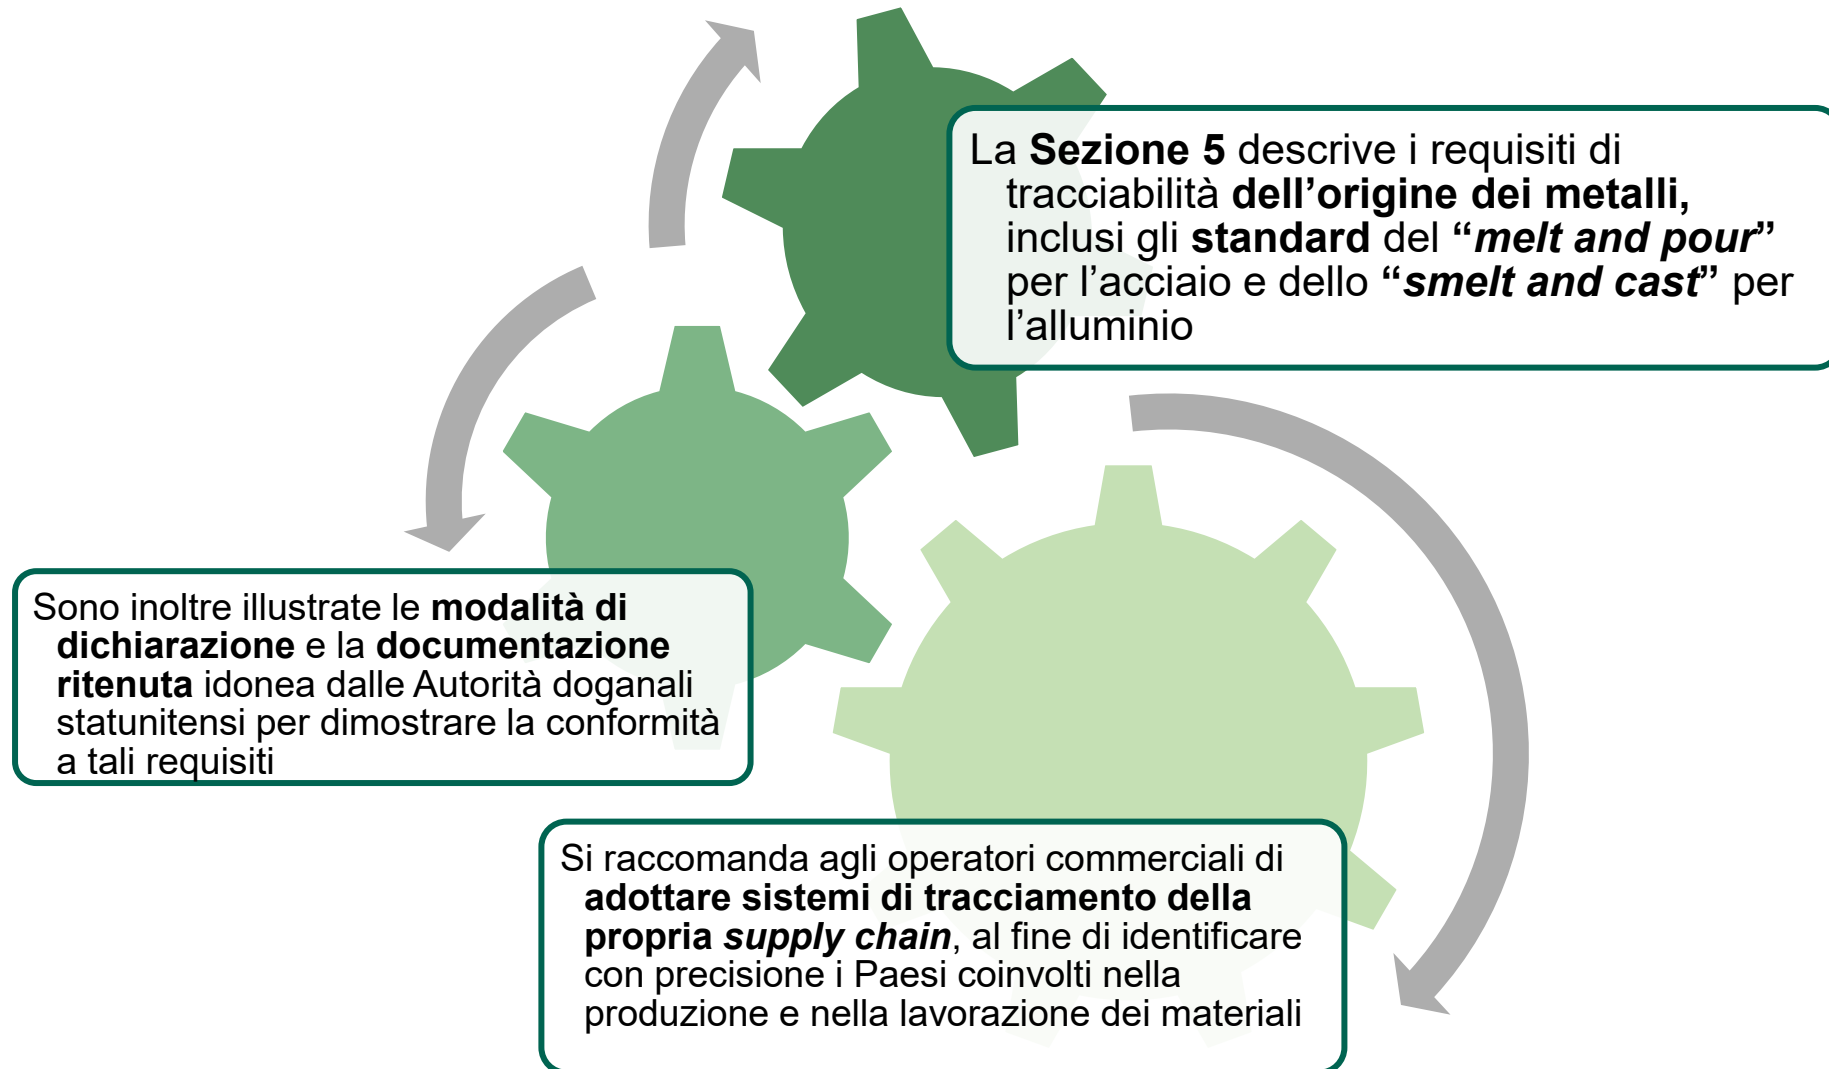 La Sezione 5 descrive i requisiti di
tracciabilità dell’origine dei metalli,
inclusi gli standard del “melt and pour”
per l’acciaio e dello “smelt and cast” per
l’alluminio
Sono inoltre illustrate le modalità di
dichiarazione e la documentazione
ritenuta idonea dalle Autorità doganali
statunitensi per dimostrare la conformità
a tali requisiti
Si raccomanda agli operatori commerciali di
adottare sistemi di tracciamento della
propria supply chain, al fine di identificare
con precisione i Paesi coinvolti nella
produzione e nella lavorazione dei materiali